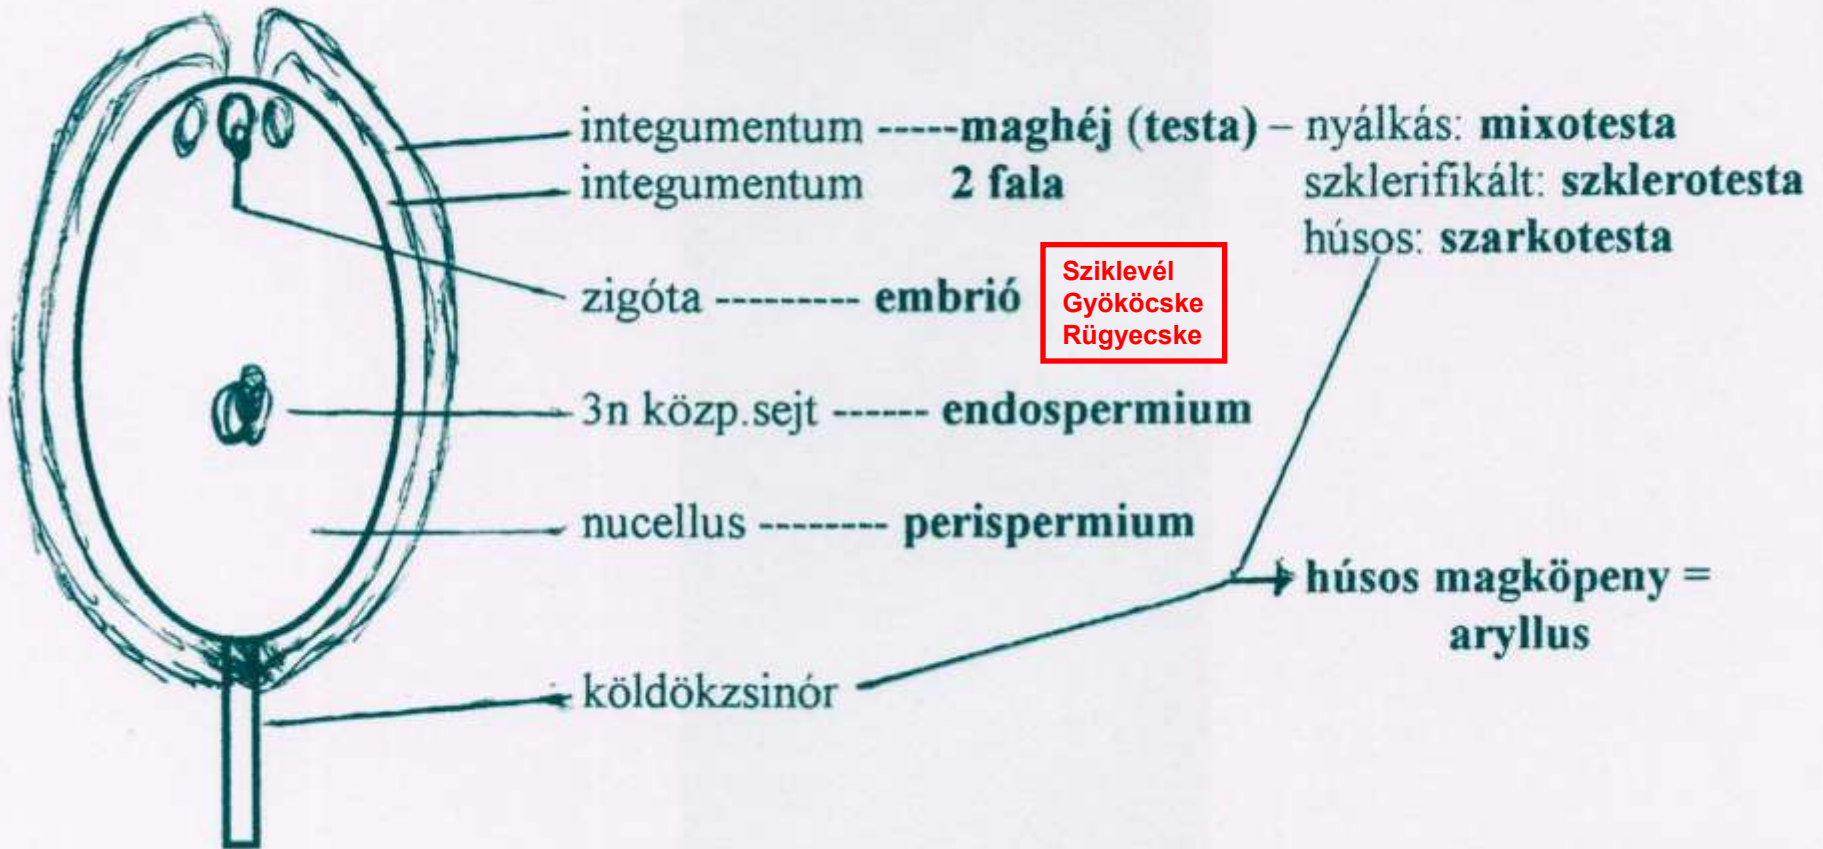 integumentum -----maghéj (testa) – nyálkás: mixotesta
integumentum 2 fala szklerifikált: szklerotesta
húsos: szarkotesta
Sziklevél
Gyököcske
Rügyecske
zigóta --------- embrió
3n közp.sejt ------ endospermium
nucellus -------- perispermium
húsos magköpeny =
aryllus
köldökzsinór